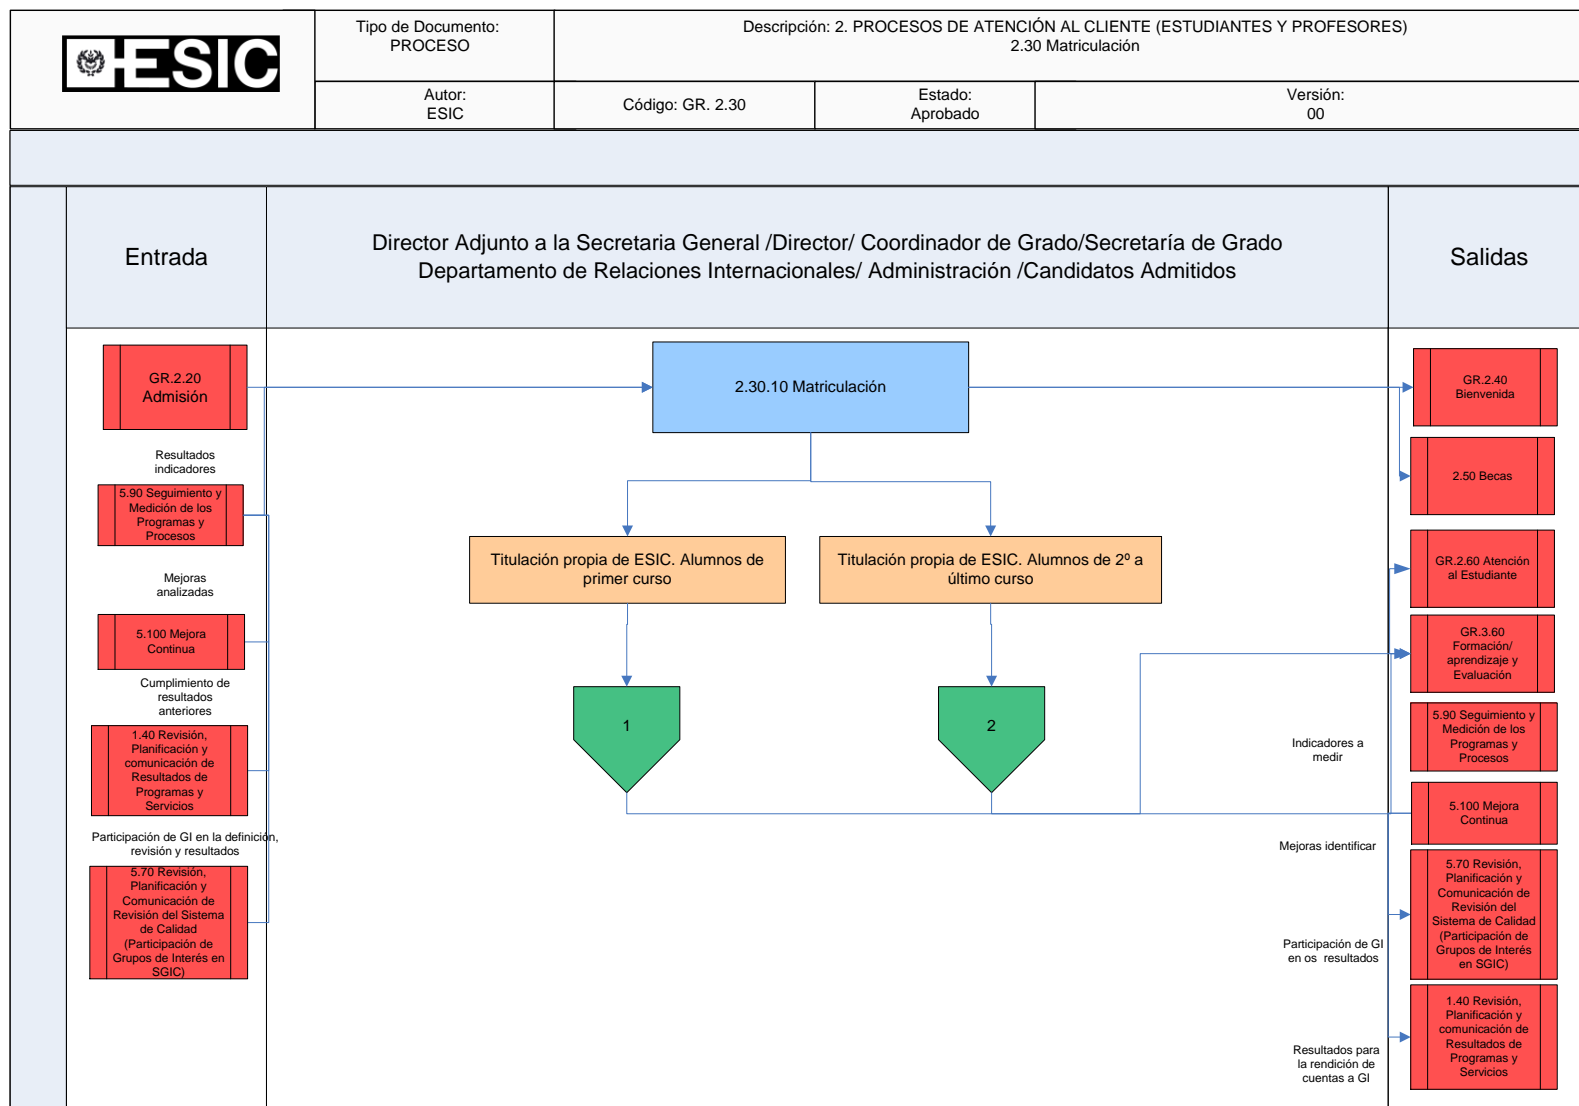 ESIC
Tipo de Documento:
PROCESO
Descripción: 2. PROCESOS DE ATENCIÓN AL CLIENTE (ESTUDIANTES Y PROFESORES)
2.30 Matriculación
Autor:
ESIC
Código: GR. 2.30
Estado:
Aprobado
Versión:
00
Entrada
Director Adjunto a la Secretaria General /Director/ Coordinador de Grado/Secretaría de Grado
Departamento de Relaciones Internacionales/ Administración /Candidatos Admitidos
Salidas
GR.2.20
Admisión
Resultados
indicadores
5.90 Seguimiento y
Medición de los
Programas y
Procesos
Mejoras
analizadas
5.100 Mejora
Continua
Cumplimiento de
resultados
anteriores
1.40 Revisión,
Planificación y
comunicación de
Resultados de
Programas y
Servicios
Participación de GI en la definición,
revisión y resultados
5.70 Revisión,
Planificación y
Comunicación de
Revisión del Sistema
de Calidad
(Participación de
Grupos de Interés en
SGIC)
2.30.10 Matriculación
Titulación propia de ESIC. Alumnos de
primer curso
Titulación propia de ESIC. Alumnos de 2º a
último curso
1
2
GR.2.40
Bienvenida
2.50 Becas
GR.2.60 Atención
al Estudiante
GR.3.60
Formación/
aprendizaje y
Evaluación
Indicadores a
medir
5.90 Seguimiento y
Medición de los
Programas y
Procesos
5.100 Mejora
Continua
Mejoras identificar
5.70 Revisión,
Planificación y
Comunicación de
Revisión del
Sistema de Calidad
(Participación de
Grupos de Interés
en SGIC)
Participación de GI
en os resultados
1.40 Revisión,
Planificación y
comunicación de
Resultados de
Programas y
Servicios
Resultados para
la rendición de
cuentas a GI